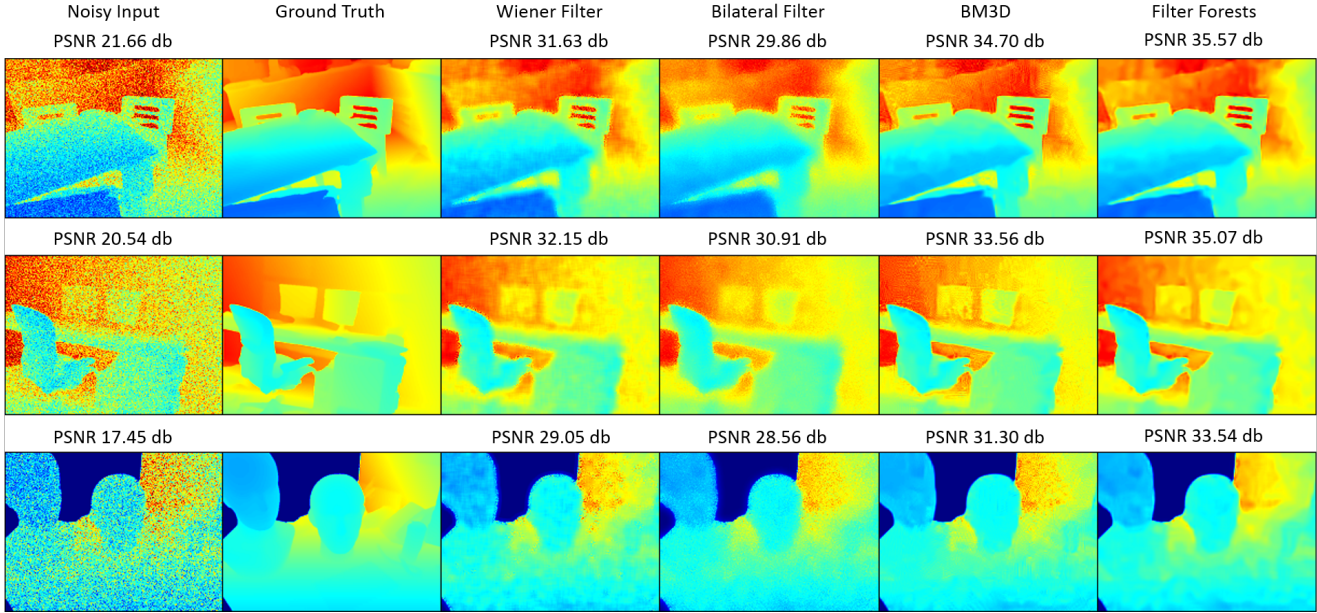 Noisy Input Ground Truth Wiener Filter Bilateral Filter BM3D Filter Forests
PSNR 21.66 db PSNR 31.63 db PSNR 29.86 db PSNR 34.70 db PSNR 35.57 db
PSNR 20.54 db PSNR 32.15 db PSNR 30.91 db PSNR 33.56 db PSNR 35.07 db
PSNR 17.45 db PSNR 29.05 db PSNR 28.56 db PSNR 31.30 db PSNR 33.54 db